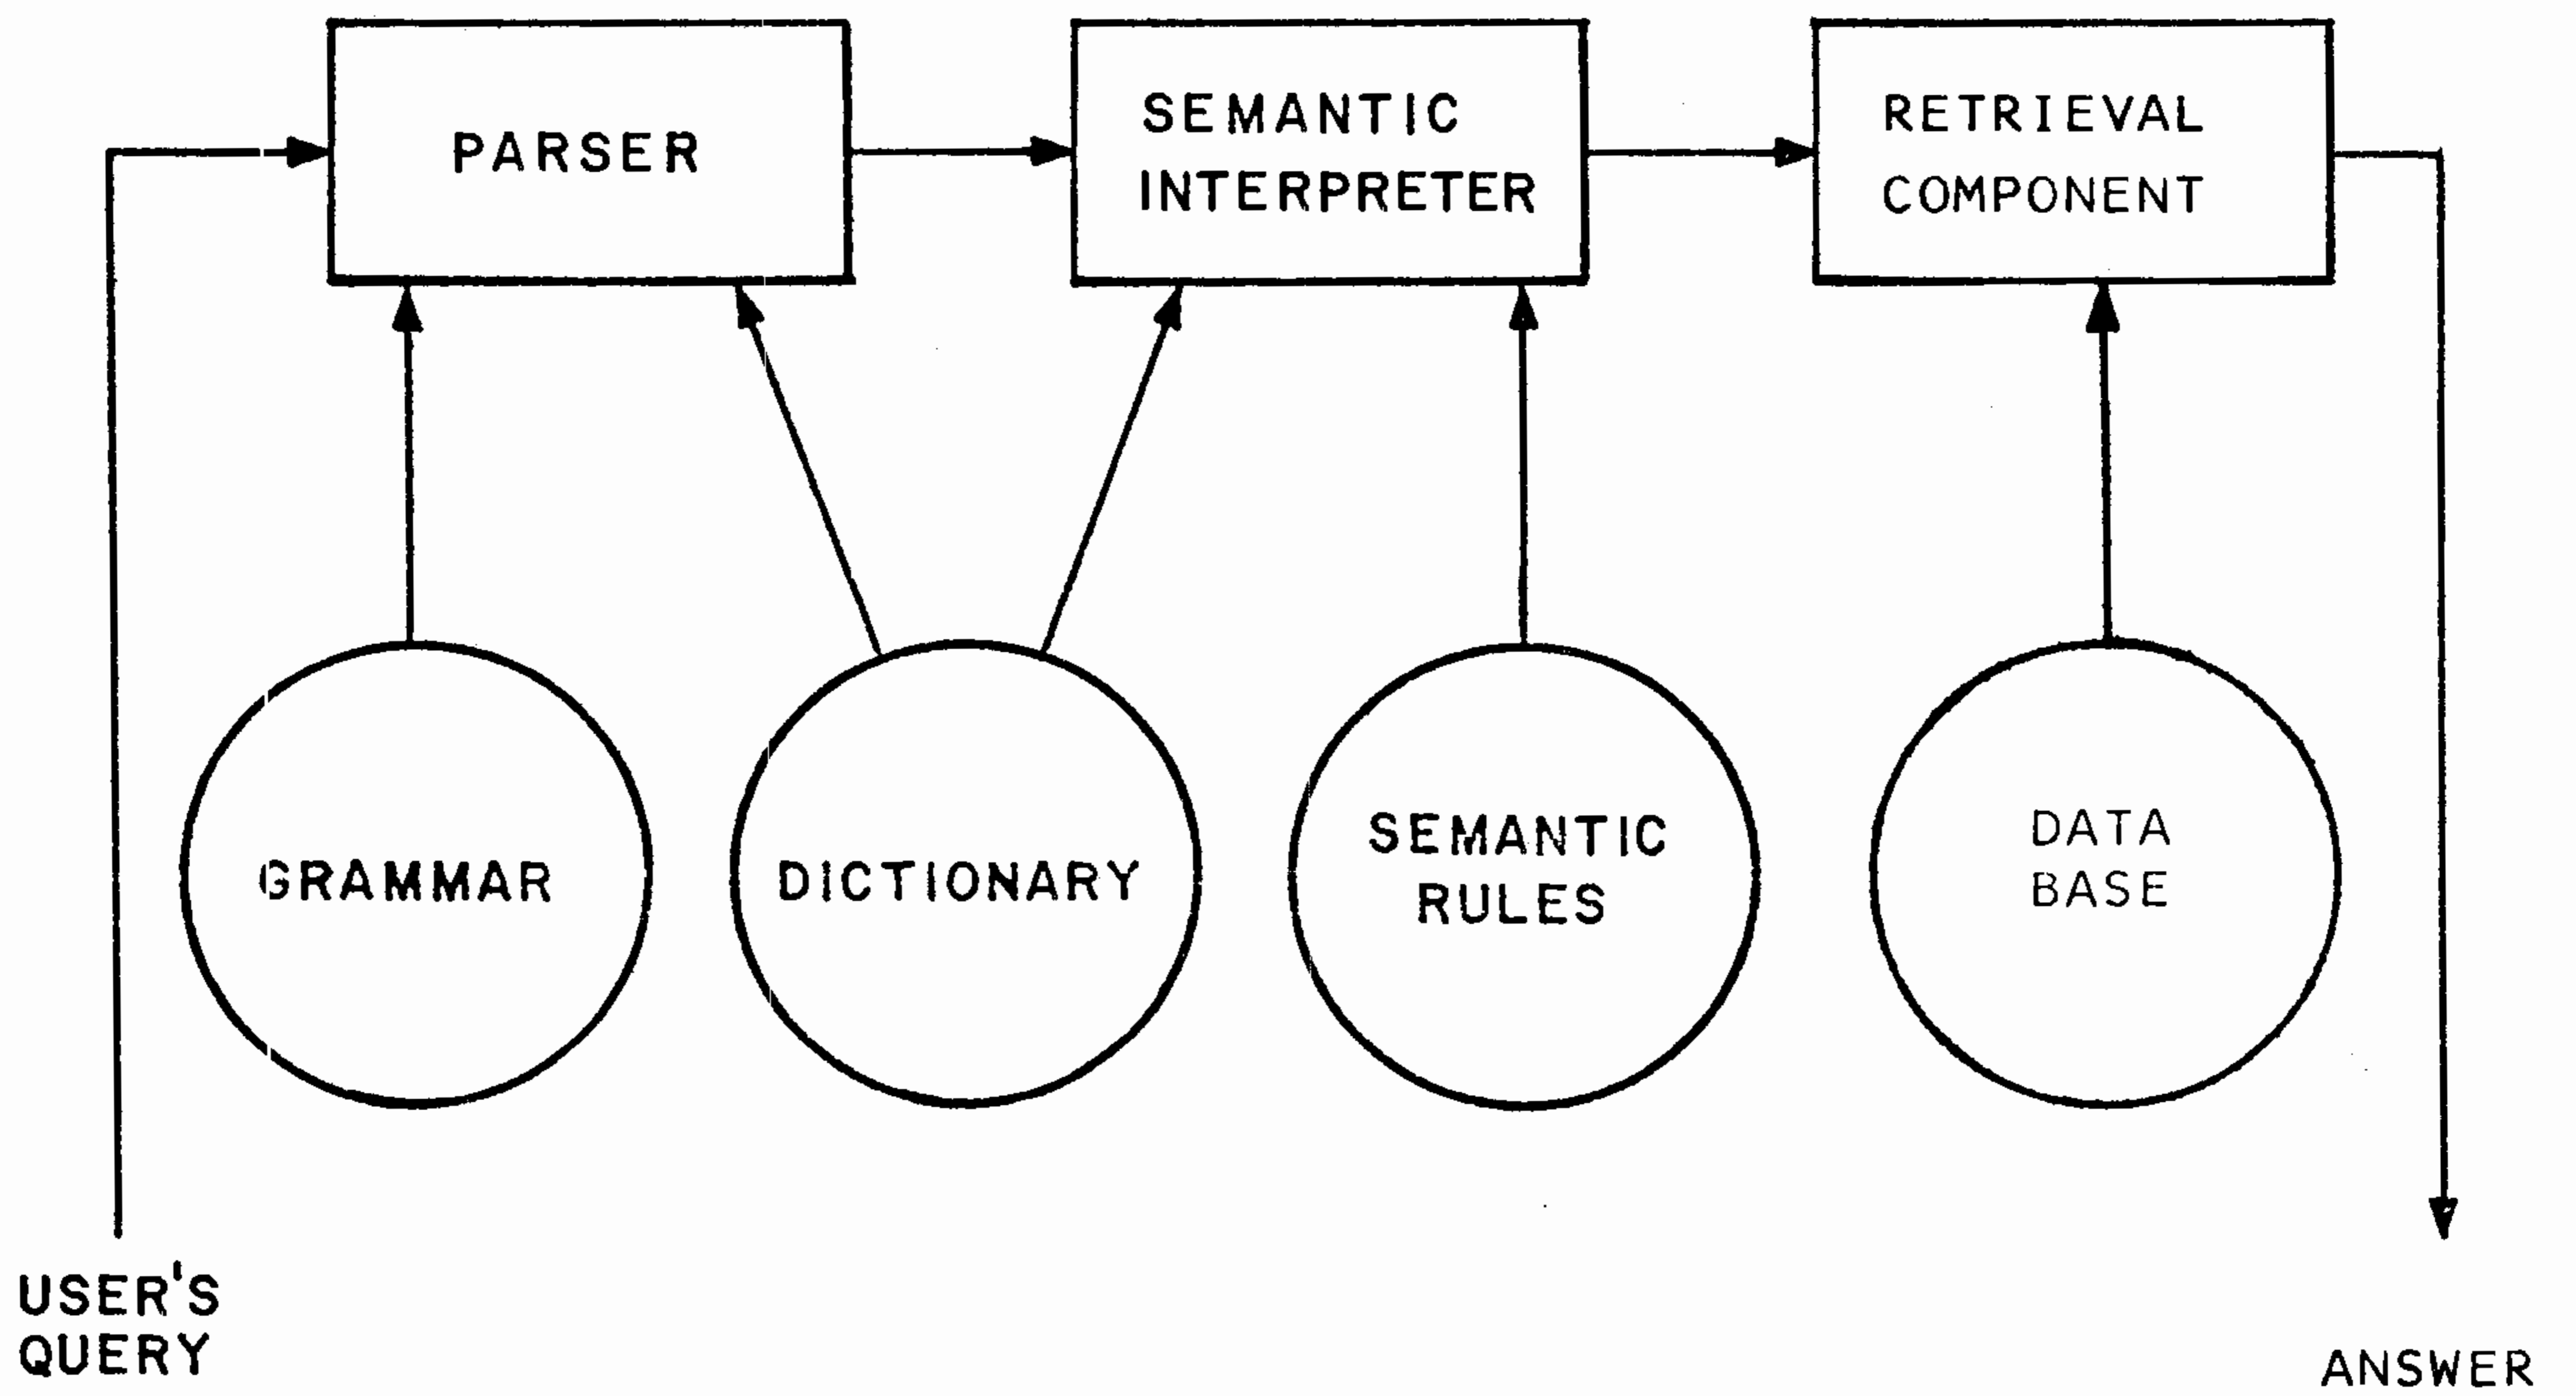 PARSER
SEMANTIC
INTERPRETER
RETRIEVAL
COMPONENT
GRAMMAR
DICTIONARY
SEMANTIC
RULES
DATA
BASE
USER'S
QUERY
ANSWER